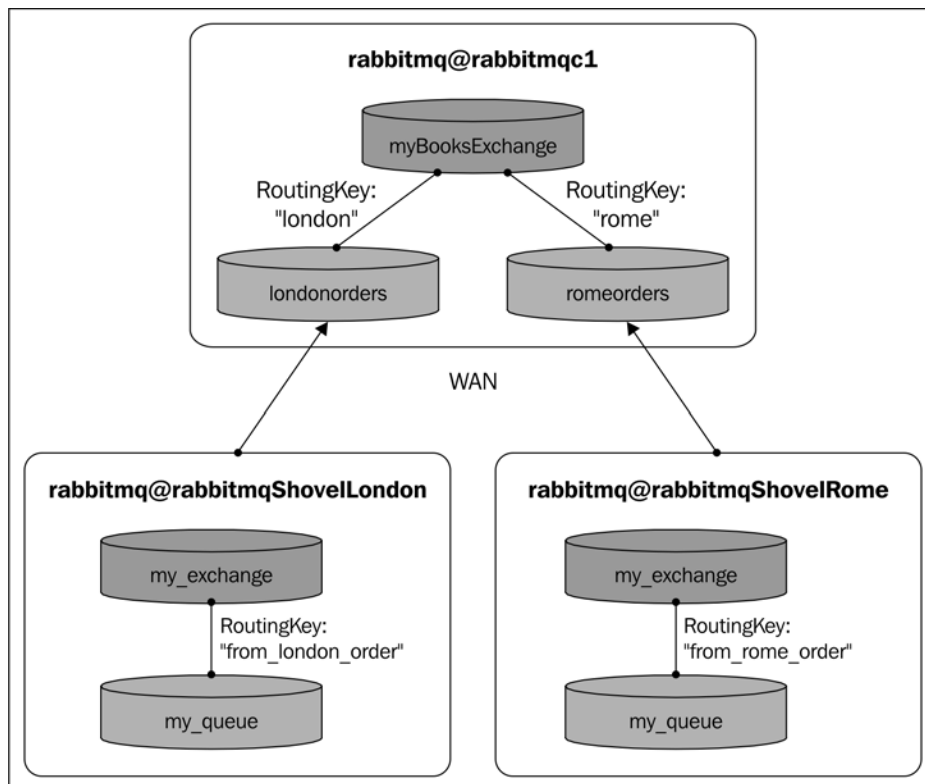 rabbitmq@rabbitmqc1
myBooksExchange
RoutingKey:
"london"
RoutingKey:
"rome"
londonorders
romeorders
WAN
rabbitmq@rabbitmqShovelLondon
my_exchange
RoutingKey:
"from_london_order"
my_queue
rabbitmq@rabbitmqShovelRome
my_exchange
RoutingKey:
"from_rome_order"
my_queue